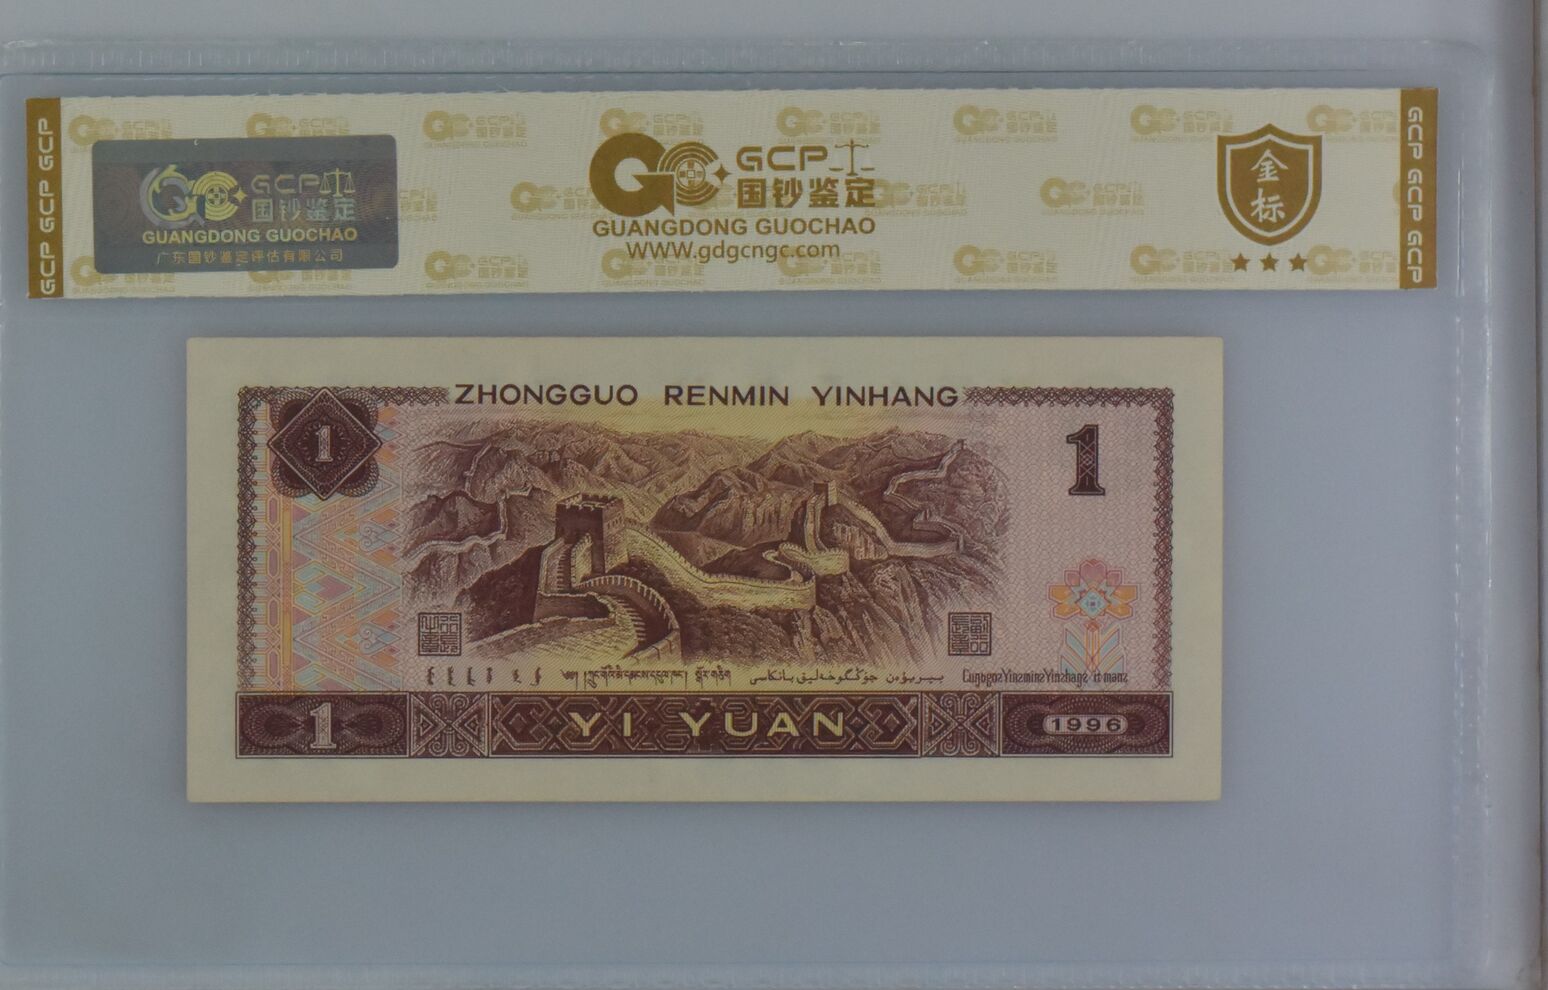 GCP GCP GCP
GCP
国钞鉴定
GUANGDONG GUOCHAO
广东国钞鉴定评估有限公司
GCP
国钞鉴定
GUANGDONG GUOCHAO
WWW.gdgcngc.com
金
标
GCP GCP GCP
ZHONGGUO RENMIN YINHANG
1
1
1
YI YUAN
1996